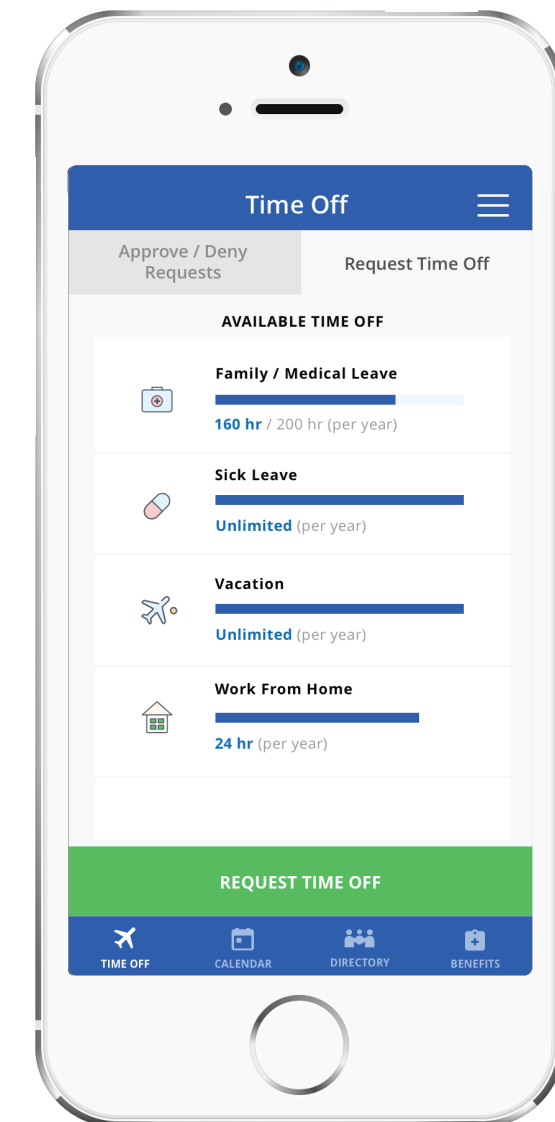 Time Off
Approve / Deny
Requests
Request Time Off
AVAILABLE TIME OFF
Family / Medical Leave
160 hr / 200 hr (per year)
Sick Leave
Unlimited (per year)
Vacation
Unlimited (per year)
Work From Home
24 hr (per year)
REQUEST TIME OFF
TIME OFF
CALENDAR
DIRECTORY
BENEFITS